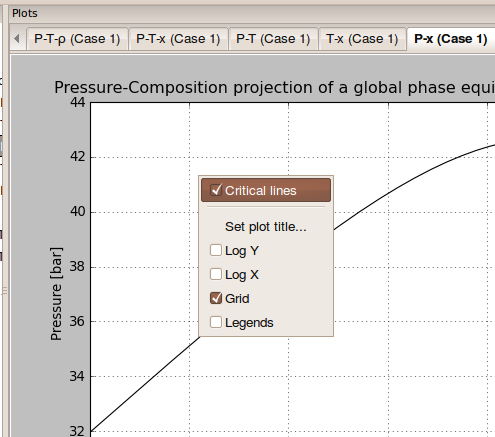 Plots
P-T-ρ (Case 1)
P-T-x (Case 1)
P-T (Case 1)
T-x (Case 1)
P-x (Case 1)
Pressure-Composition projection of a global phase equi
44
42
40
38
36
34
32
Pressure [bar]
Critical lines
Set plot title...
Log Y
Log X
Grid
Legends